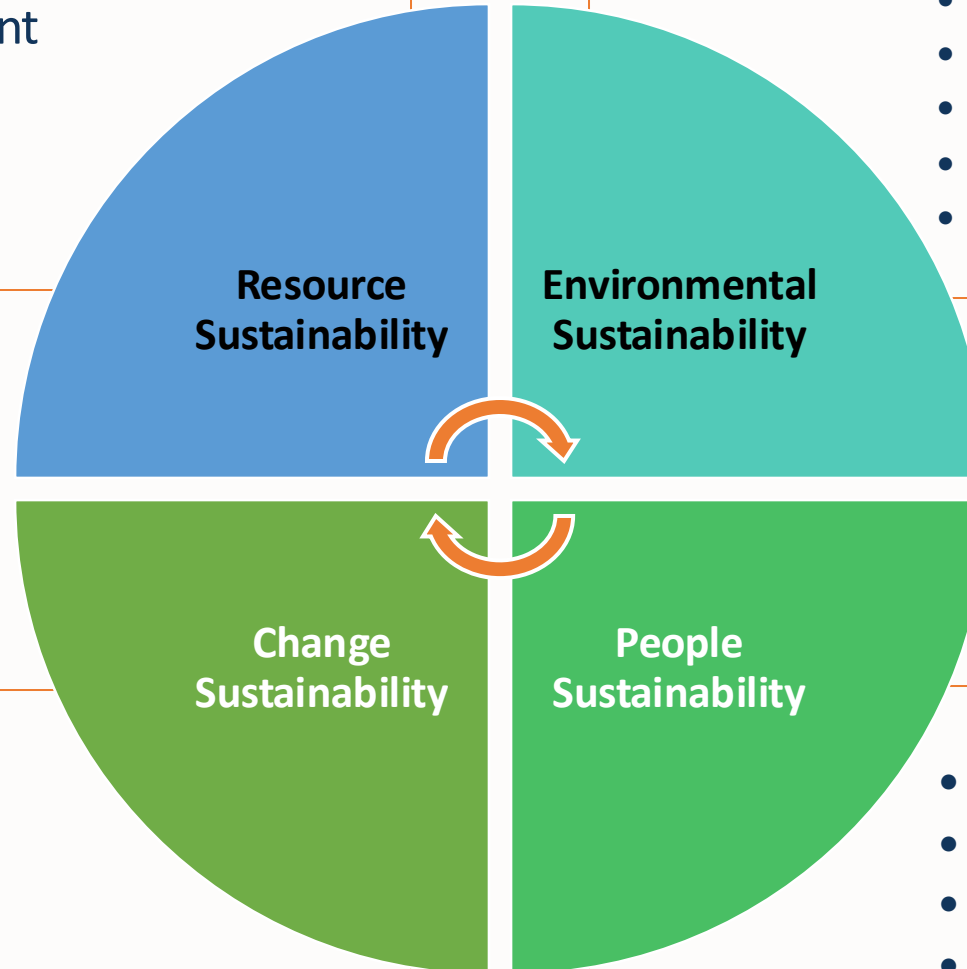 nt
Resource
Sustainability
Environmental
Sustainability
Change
Sustainability
People
Sustainability